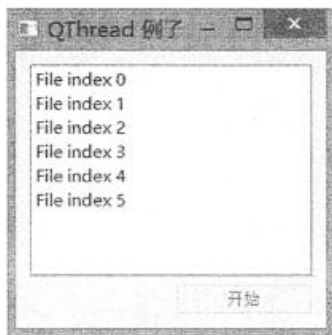 QThread 例子
File index 0
File index 1
File index 2
File index 3
File index 4
File index 5
开始